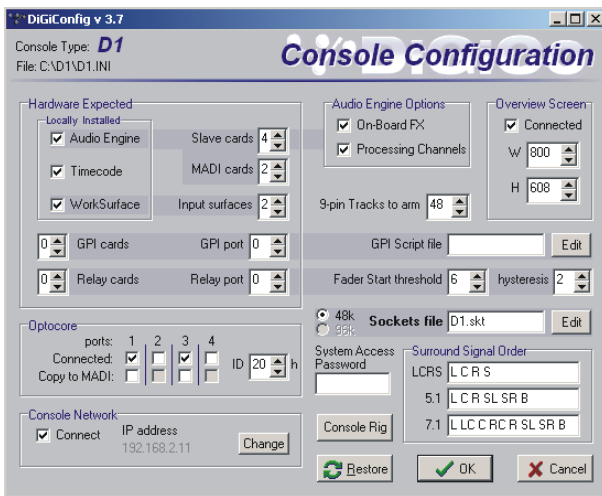 DiGiConfig v 3.7
Console Type: D1
File: C:\D1\D1.INI
Console Configuration
Hardware Expected
Locally Installed
Audio Engine
Slave cards 4
Timecode
MADI cards 2
WorkSurface
Input surfaces 2
0 GPI cards
GPI port 0
0 Relay cards
Relay port 0
Audio Engine Options
On-Board FX
Processing Channels
Overview Screen
Connected
W 800
H 608
9-pin Tracks to arm 48
GPI Script file
Edit
Fader Start threshold 6
hysteresis 2
48k
96k
Sockets file D1.skt
Edit
Optocore
ports: 1 2 3 4
Connected:
Copy to MADI:
ID 20 h
System Access
Password
Surround Signal Order
LCRS L C R S
5.1 L C R SL SR B
7.1 L LC C RC R SL SR B
Console Network
Connect
IP address
192.168.2.11
Change
Console Rig
Restore
OK
Cancel